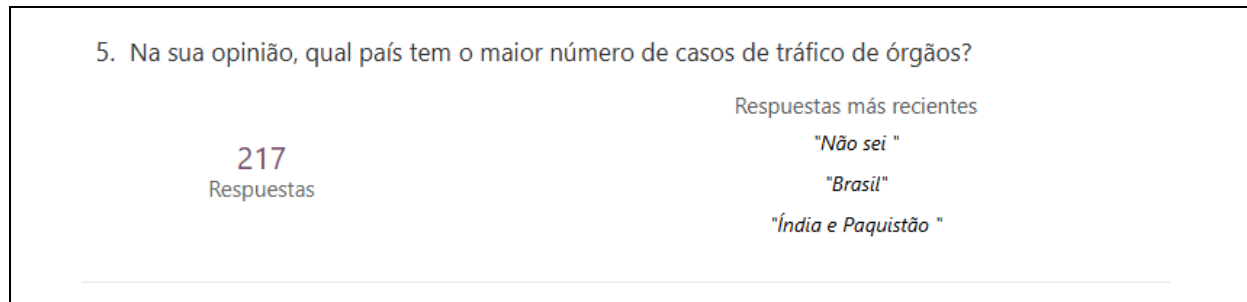 5. Na sua opinião, qual país tem o maior número de casos de tráfico de órgãos?
217
Respuestas
Respuestas más recientes
"Não sei "
"Brasil"
"Índia e Paquistão "